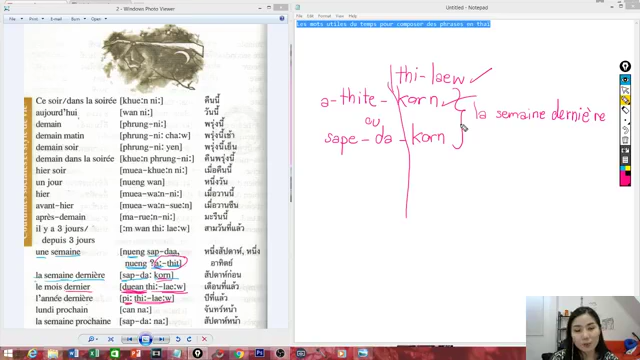 2 - Windows Photo Viewer
File Print E-mail Burn Open
Ce soir/dans la soirée [khue:n ni:] คืนนี้
aujourd'hui [wan ni:] วันนี้
demain [phrung-ni:] พรุ่งนี้
demain matin [phrung-ni: cha:w] พรุ่งนี้เช้า
demain soir [phrung-ni: yen] พรุ่งนี้เย็น
demain dans la soirée [khue:n phrung-ni:] คืนพรุ่งนี้
hier soir [muea-khue:n ni:] เมื่อคืนนี้
un jour [nueng wan] หนึ่งวัน
hier [muea-wa:n-ni:] เมื่อวานนี้
avant-hier [muea-wa:n-sue:n] เมื่อวานซืน
après-demain [ma-rue:n-ni:] มะรืนนี้
il y a 3 jours / [:m wan thi-lae:w] สามวันที่แล้ว
depuis 3 jours
une semaine [nueng sap-daa, หนึ่งสัปดาห์, หนึ่ง
nueng ?a:-thit] อาทิตย์
la semaine dernière [sap-da: korn] สัปดาห์ก่อน
le mois dernier [duean thi:-lae:w] เดือนที่แล้ว
l'année dernière [pi: thi:-lae:w] ปีที่แล้ว
lundi prochain [can na:] จันทร์หน้า
la semaine prochaine [sap-da: na:] สัปดาห์หน้า
Untitled - Notepad
File Edit Format View Help
Les mots utiles du temps pour composer des phrases en thaï
thi-laew
a-thite-korn
ou
sape-da-korn
la semaine dernière